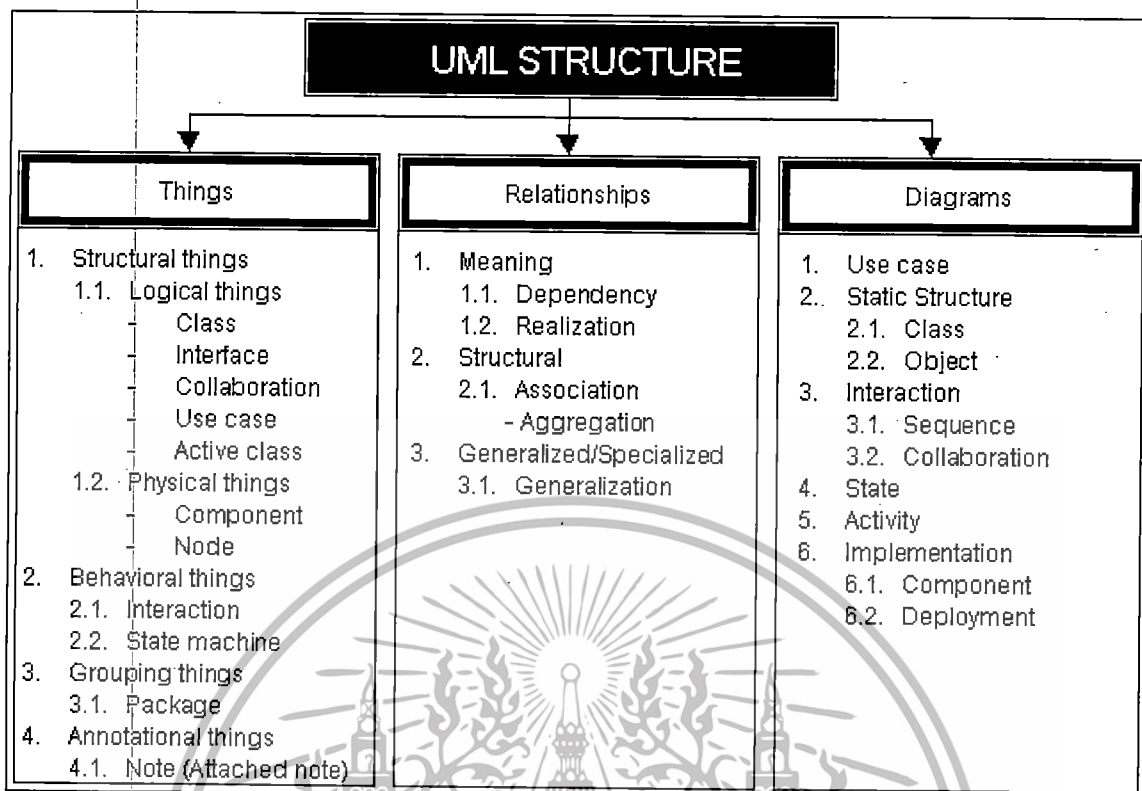 UML STRUCTURE
Things
1. Structural things
1.1. Logical things
- Class
- Interface
- Collaboration
- Use case
- Active class
1.2. Physical things
- Component
- Node
2. Behavioral things
2.1. Interaction
2.2. State machine
3. Grouping things
3.1. Package
4. Annotational things
4.1. Note (Attached note)
Relationships
1. Meaning
1.1. Dependency
1.2. Realization
2. Structural
2.1. Association
- Aggregation
3. Generalized/Specialized
3.1. Generalization
Diagrams
1. Use case
2. Static Structure
2.1. Class
2.2. Object
3. Interaction
3.1. Sequence
3.2. Collaboration
4. State
5. Activity
6. Implementation
6.1. Component
6.2. Deployment